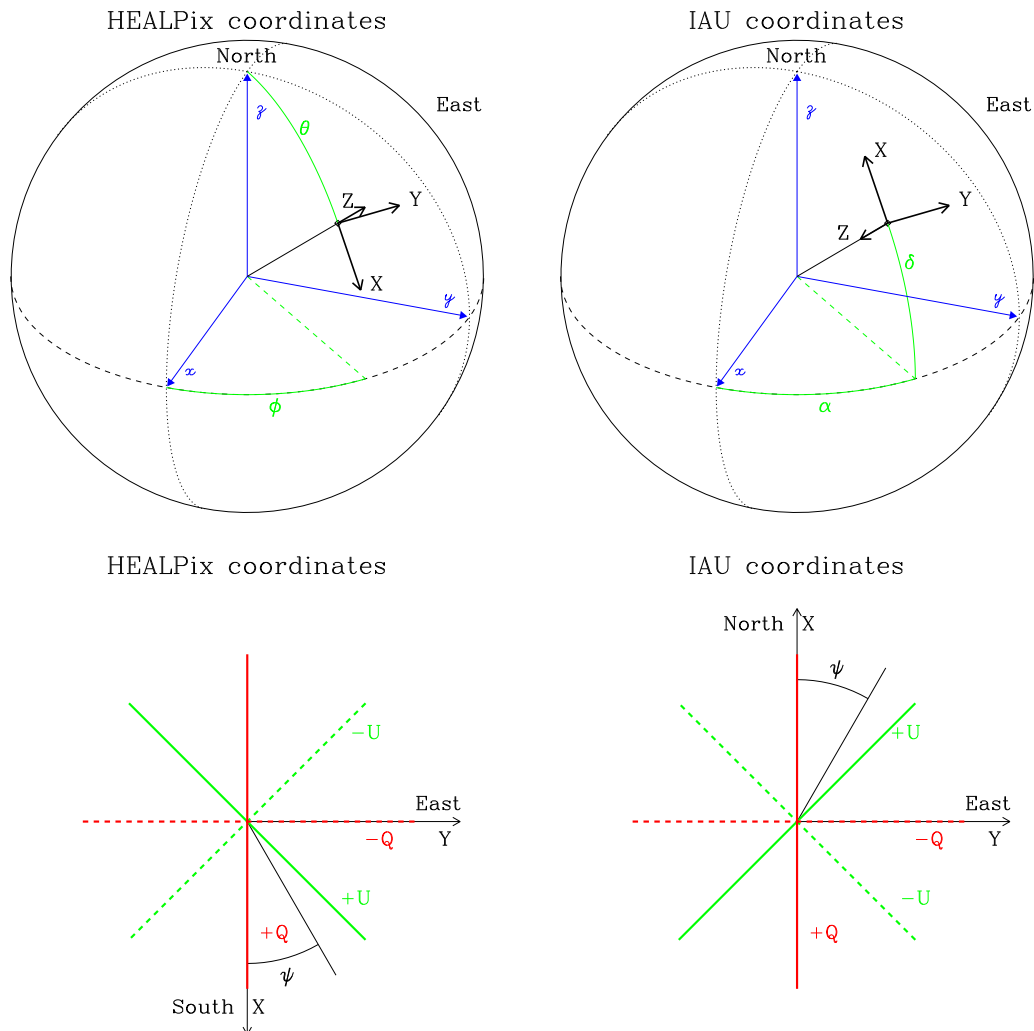 HEALPix coordinates
IAU coordinates
North
North
East
East
z
z
θ
X
Z
Y
Y
Z
δ
X
y
y
x
x
ϕ
α
HEALPix coordinates
IAU coordinates
North X
ψ
−U
+U
East
East
−Q
Y
−Q
Y
+U
−U
+Q
+Q
ψ
South X